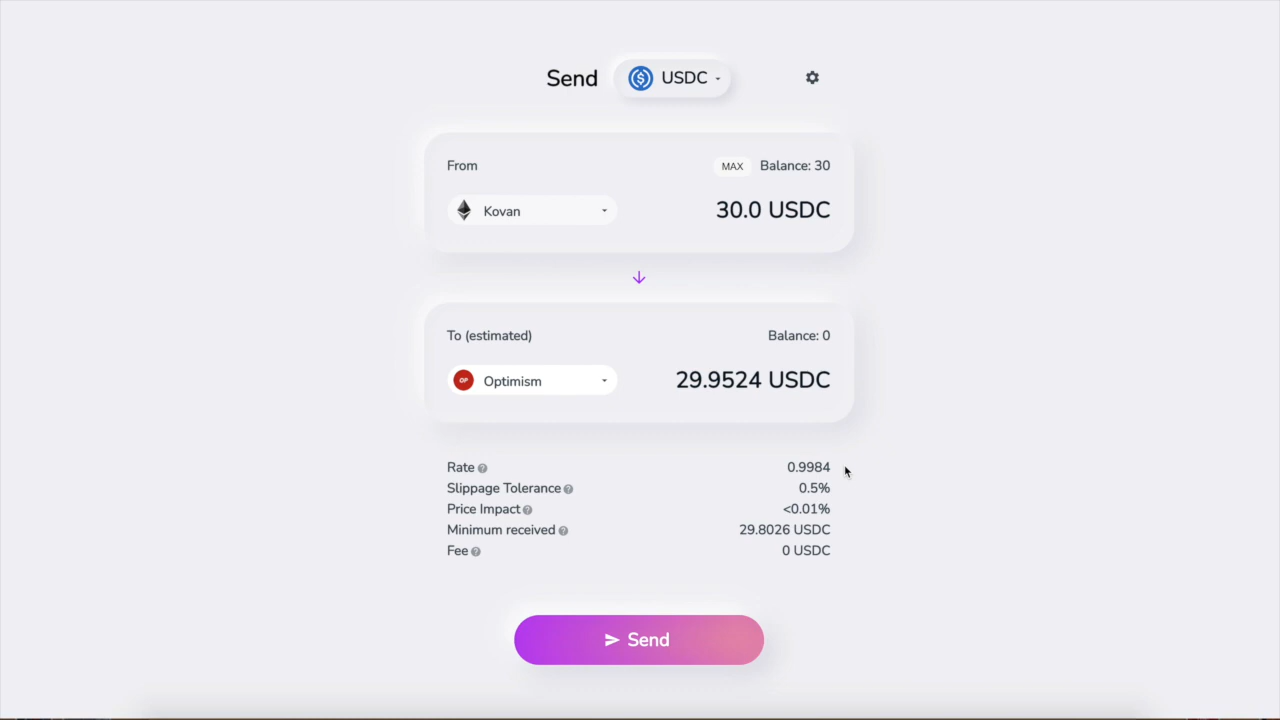 Send USDC
From MAX Balance: 30
Kovan 30.0 USDC
To (estimated) Balance: 0
OP Optimism 29.9524 USDC
Rate 0.9984
Slippage Tolerance 0.5%
Price Impact <0.01%
Minimum received 29.8026 USDC
Fee 0 USDC
Send